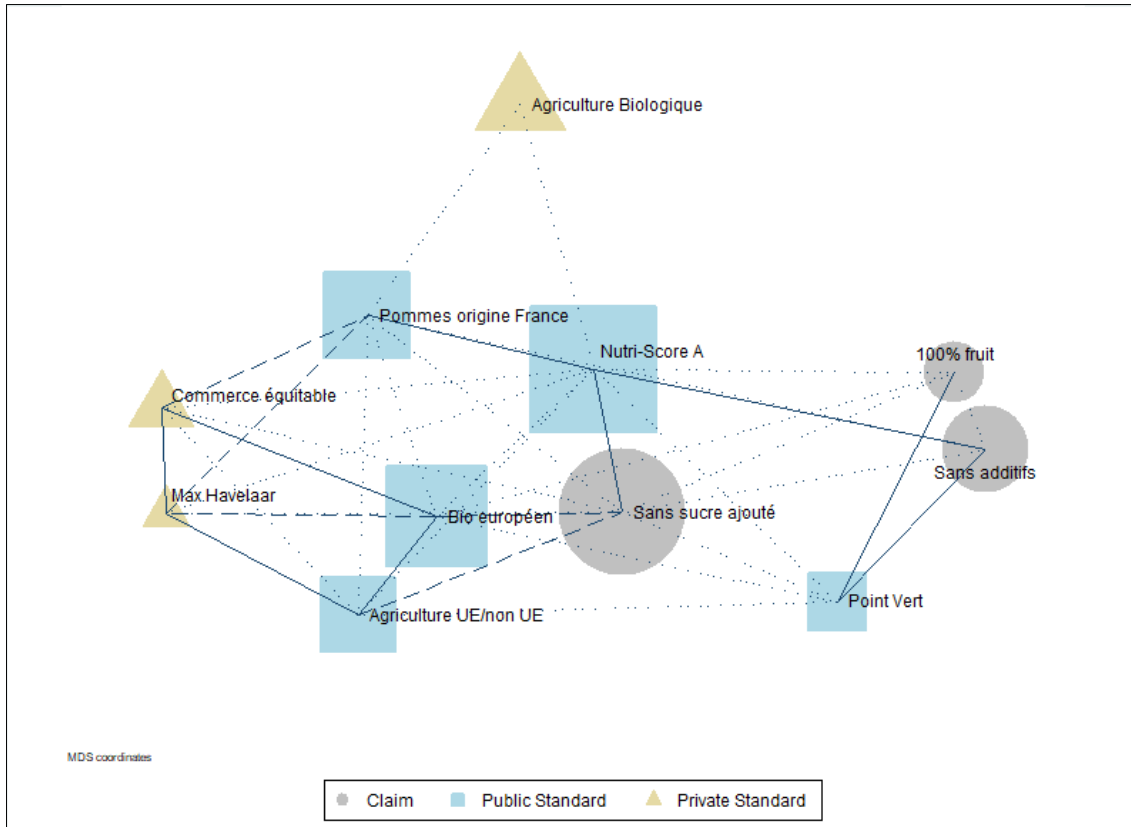 Agriculture Biologique
Pommes origine France
Nutri-Score A
100% fruit
Commerce équitable
Sans additifs
Max.Havelaar
Bio européen
Sans sucre ajouté
Agriculture UE/non UE
Point Vert
MDS coordinates
Claim
Public Standard
Private Standard